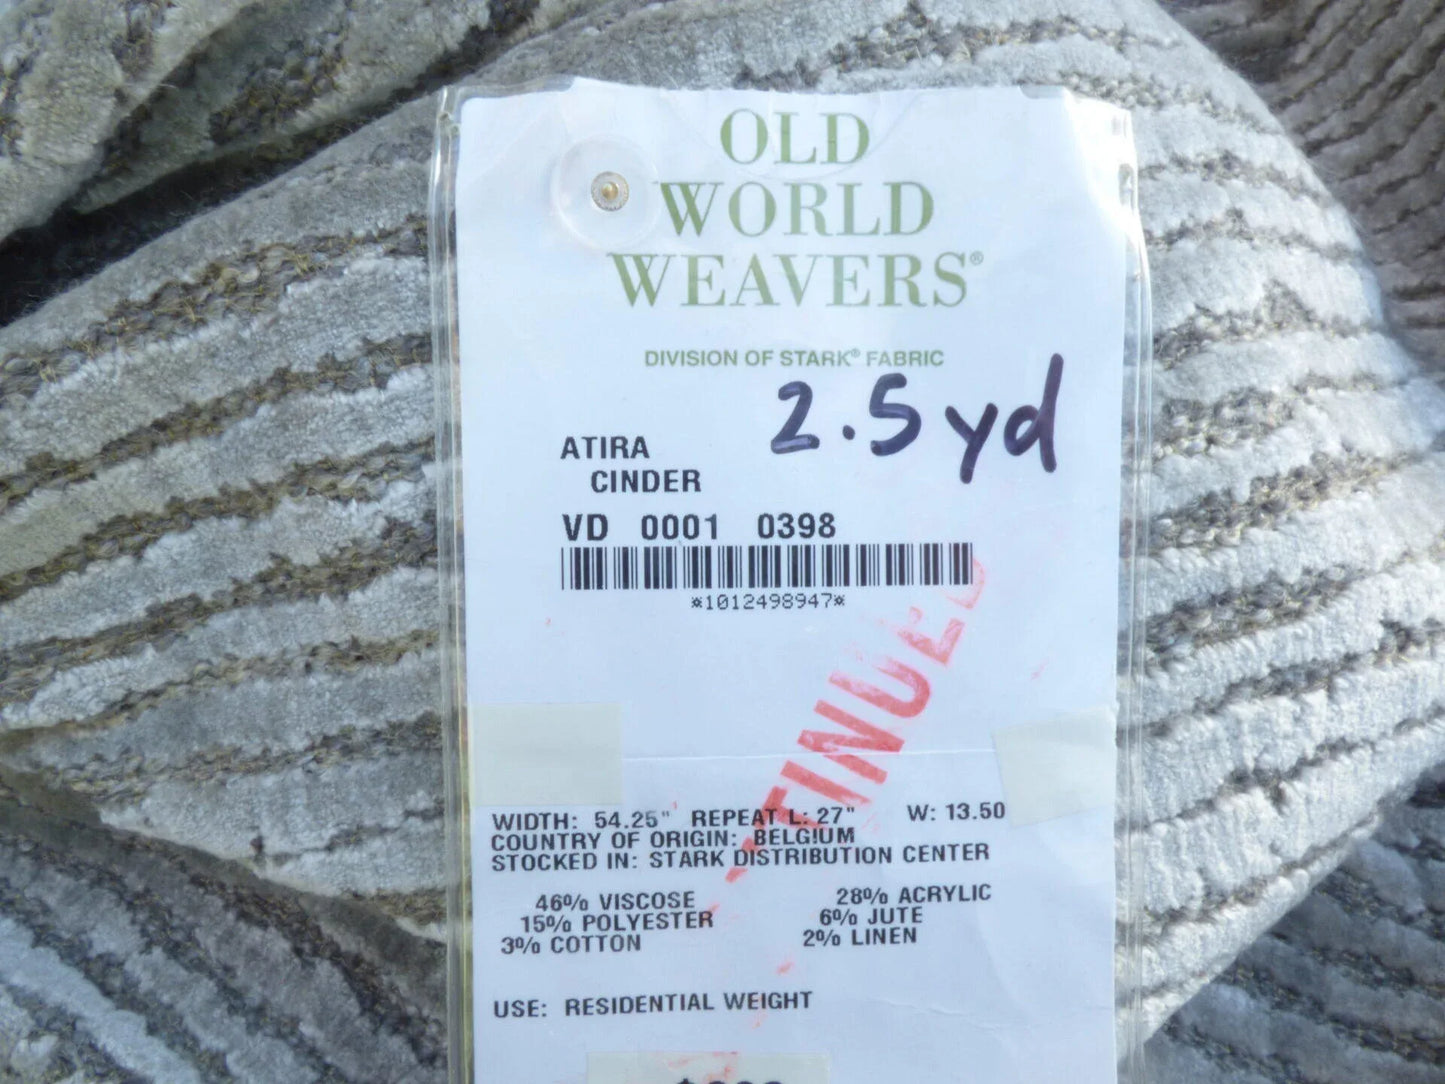 OLD
WORLD
WEAVERS®
DIVISION OF STARK® FABRIC
2.5 yd
ATIRA
CINDER
VD 0001 0398
*1012498947*
TINUED
WIDTH: 54.25" REPEAT L: 27" W: 13.50
COUNTRY OF ORIGIN: BELGIUM
STOCKED IN: STARK DISTRIBUTION CENTER
46% VISCOSE 28% ACRYLIC
15% POLYESTER 6% JUTE
3% COTTON 2% LINEN
USE: RESIDENTIAL WEIGHT